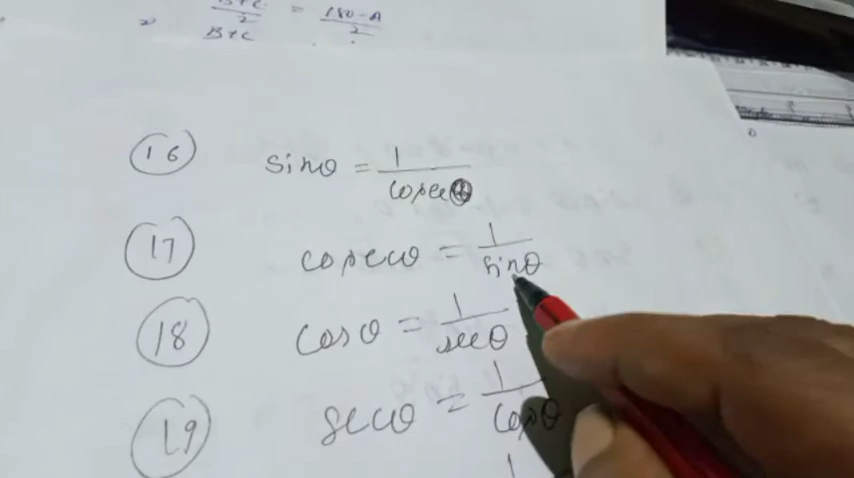 B+C/2 = 180-A/2
B+C
(16) sinθ = 1/cosecθ
(17) cosecθ = 1/sinθ
(18) cosθ = 1/secθ
(19) secθ = 1/cosθ
1